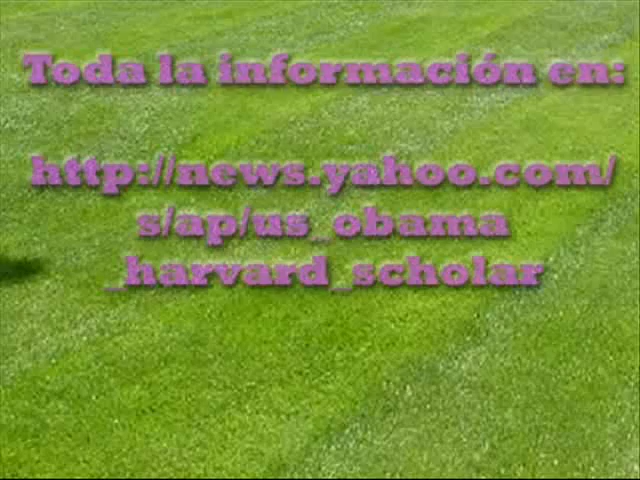 Toda la información en:
http://news.yahoo.com/
s/ap/us_obama
_harvard_scholar